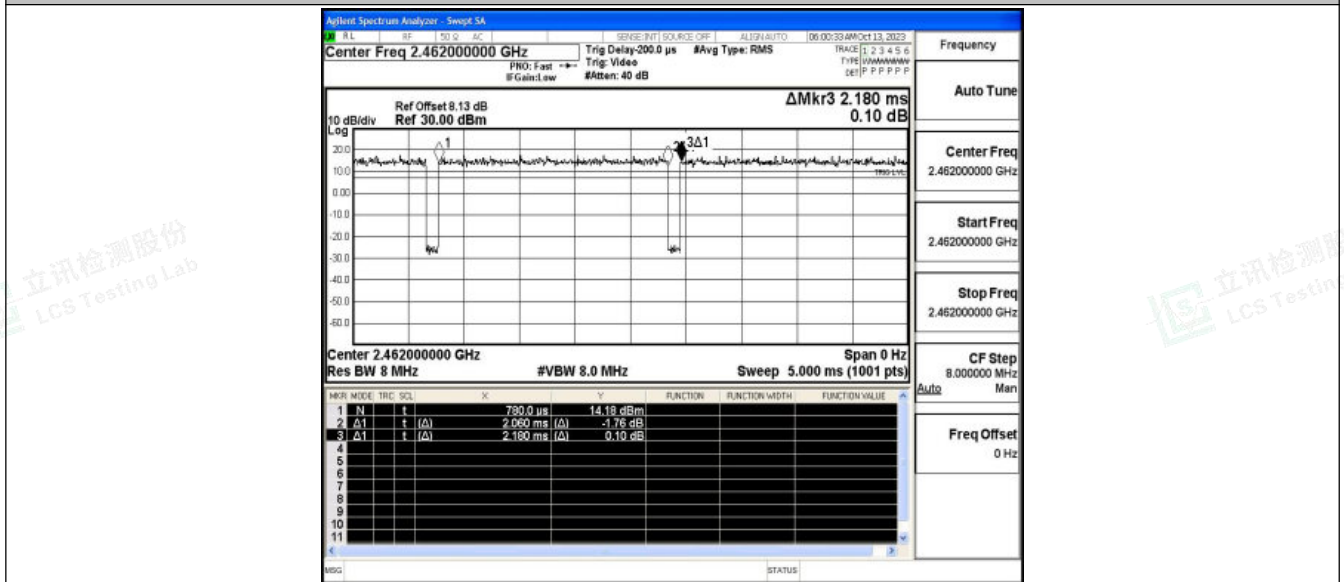 Agilent Spectrum Analyzer - Swept SA
RL RF 50 Ω AC SENSE:INT SOURCE OFF ALIGN AUTO 06:00:33 AM Oct 13, 2023
Center Freq 2.462000000 GHz
Trig Delay-200.0 µs #Avg Type: RMS
TRACE 1 2 3 4 5 6
PNO: Fast Trig: Video
TYPE
IFGain:Low #Atten: 40 dB
DET P P P P P P
Frequency
Auto Tune
Center Freq
2.462000000 GHz
Start Freq
2.462000000 GHz
Stop Freq
2.462000000 GHz
CF Step
8.000000 MHz
Auto Man
Freq Offset
0 Hz
ΔMkr3 2.180 ms
0.10 dB
Ref Offset 8.13 dB
10 dB/div Ref 30.00 dBm
Log
20.0
10.0
0.00
-10.0
-20.0
-30.0
-40.0
-50.0
-60.0
1
3Δ1
TRIG LVL
Center 2.462000000 GHz Span 0 Hz
Res BW 8 MHz #VBW 8.0 MHz Sweep 5.000 ms (1001 pts)
MKR MODE TRC SCL X Y FUNCTION FUNCTION WIDTH FUNCTION VALUE
1 N t 780.0 µs 14.18 dBm
2 Δ1 t (Δ) 2.060 ms (Δ) -1.76 dB
3 Δ1 t (Δ) 2.180 ms (Δ) 0.10 dB
4
5
6
7
8
9
10
11
MSG STATUS
立讯检测股份
LCS Testing Lab
LCS
立讯检测股
LCS Testin